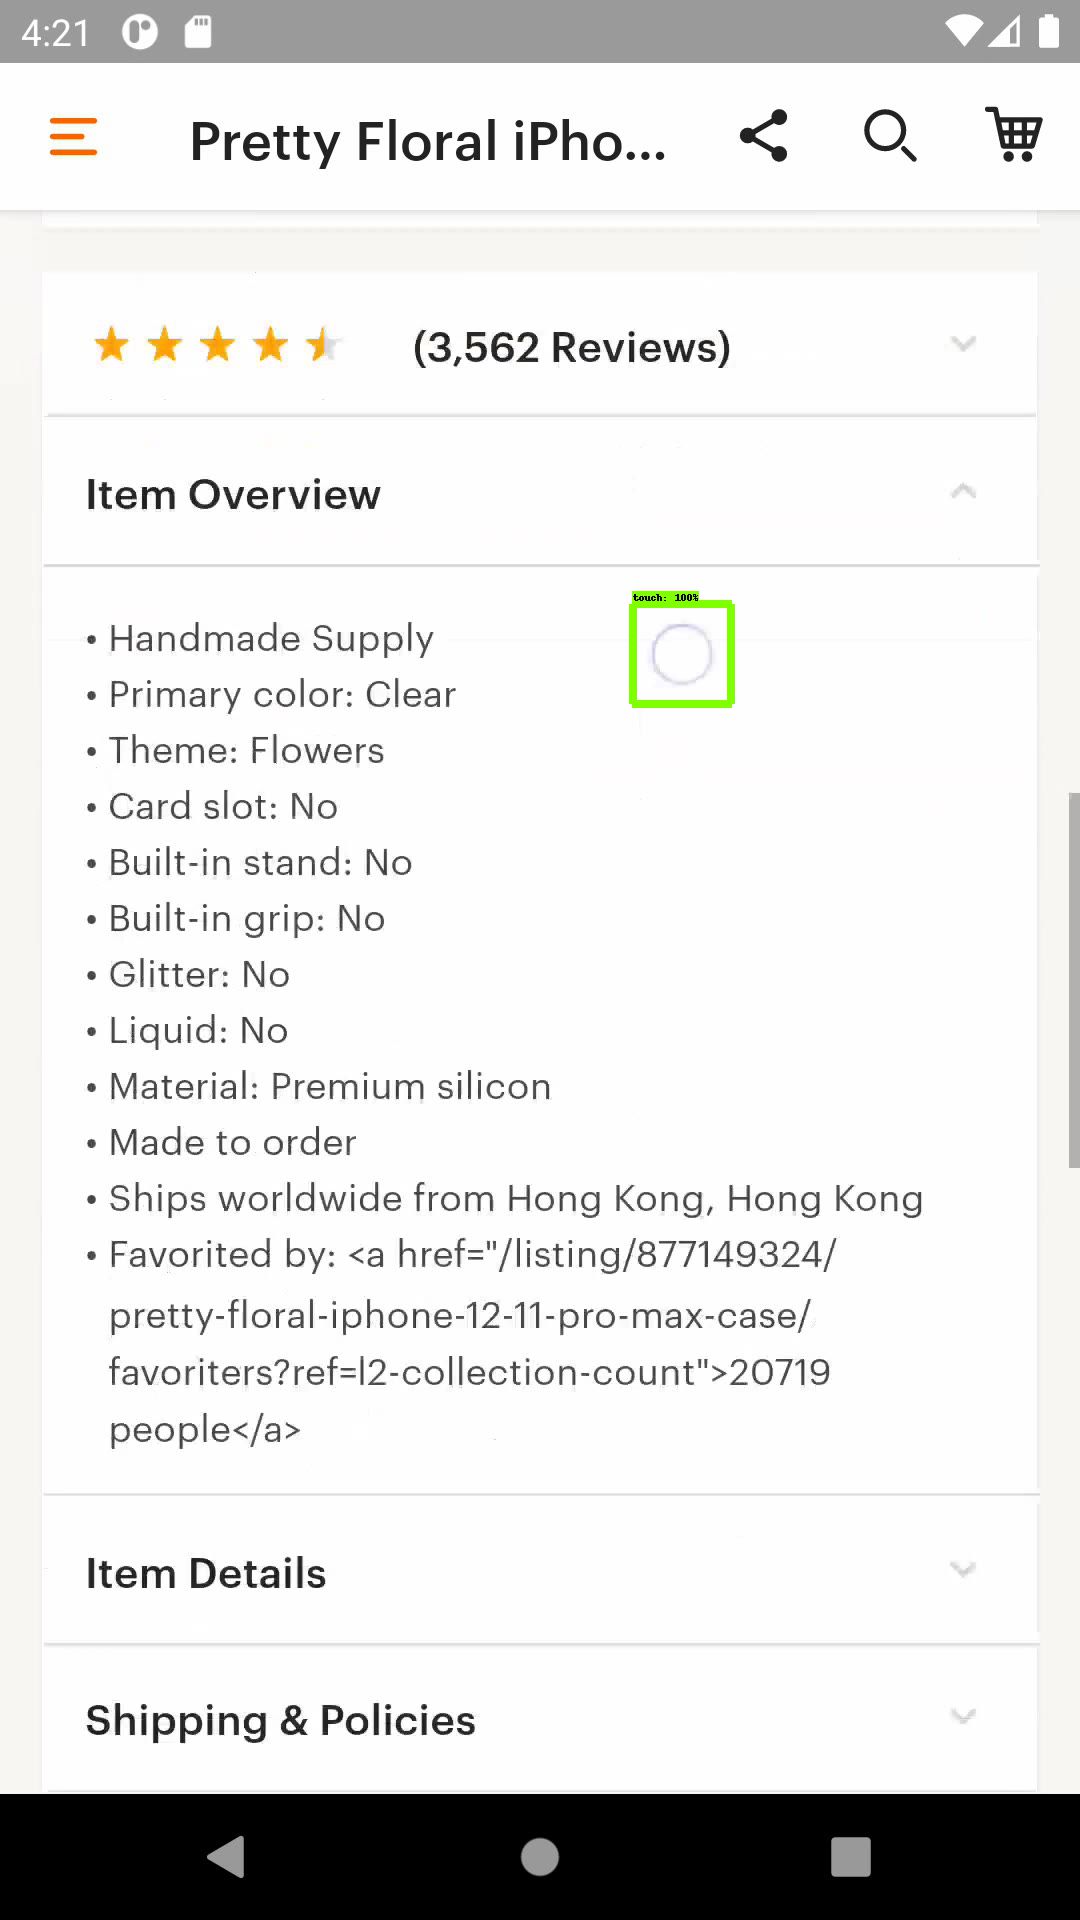 4:21
Pretty Floral iPho...
(3,562 Reviews)
Item Overview
touch: 100%
• Handmade Supply
• Primary color: Clear
• Theme: Flowers
• Card slot: No
• Built-in stand: No
• Built-in grip: No
• Glitter: No
• Liquid: No
• Material: Premium silicon
• Made to order
• Ships worldwide from Hong Kong, Hong Kong
• Favorited by: <a href="/listing/877149324/
pretty-floral-iphone-12-11-pro-max-case/
favoriters?ref=l2-collection-count">20719
people</a>
Item Details
Shipping & Policies